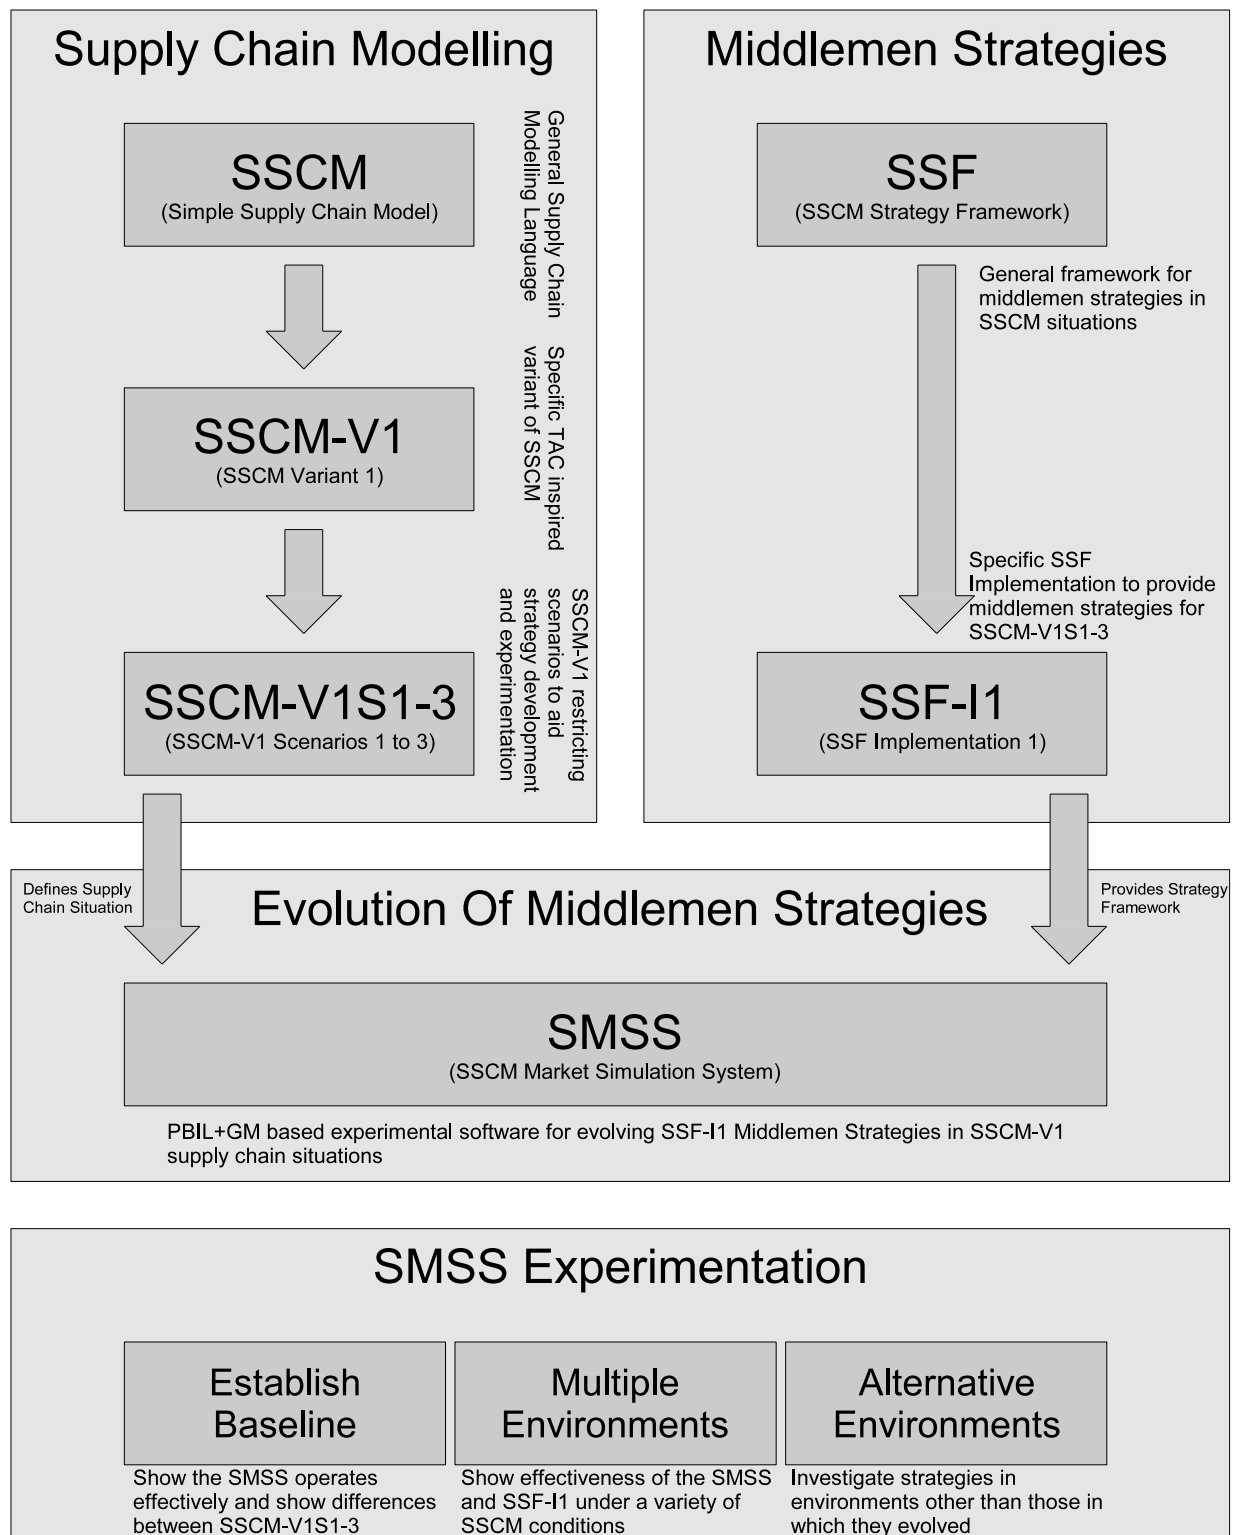 Supply Chain Modelling
SSCM
(Simple Supply Chain Model)
General Supply Chain
Modelling Language
SSCM-V1
(SSCM Variant 1)
Specific TAC inspired
variant of SSCM
SSCM-V1S1-3
(SSCM-V1 Scenarios 1 to 3)
SSCM-V1 restricting
scenarios to aid
strategy development
and experimentation
Middlemen Strategies
SSF
(SSCM Strategy Framework)
General framework for
middlemen strategies in
SSCM situations
Specific SSF
Implementation to provide
middlemen strategies for
SSCM-V1S1-3
SSF-I1
(SSF Implementation 1)
Defines Supply
Chain Situation
Evolution Of Middlemen Strategies
Provides Strategy
Framework
SMSS
(SSCM Market Simulation System)
PBIL+GM based experimental software for evolving SSF-I1 Middlemen Strategies in SSCM-V1
supply chain situations
SMSS Experimentation
Establish
Baseline
Show the SMSS operates
effectively and show differences
between SSCM-V1S1-3
Multiple
Environments
Show effectiveness of the SMSS
and SSF-I1 under a variety of
SSCM conditions
Alternative
Environments
Investigate strategies in
environments other than those in
which they evolved